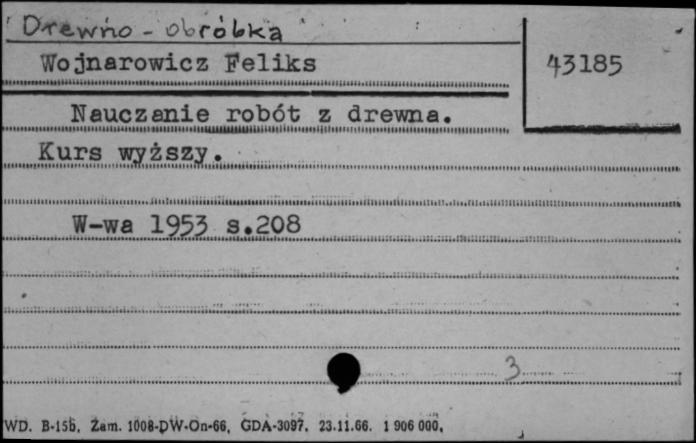 Drewno - obróbka
Wojnarowicz Feliks
43185
Nauczanie robót z drewna.
Kurs wyższy.
W-wa 1953 s.208
3
WD. B-15b, Zam. 1008-DW-On-66, GDA-3097, 23.11.66. 1 906 000,